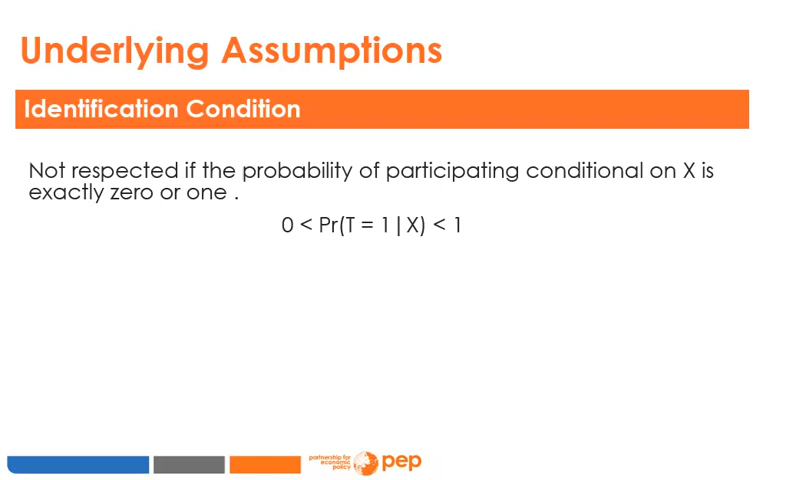 Underlying Assumptions
Identification Condition
Not respected if the probability of participating conditional on X is
exactly zero or one .
0 < Pr(T = 1|X) < 1
partnership for
economic
policy
pep